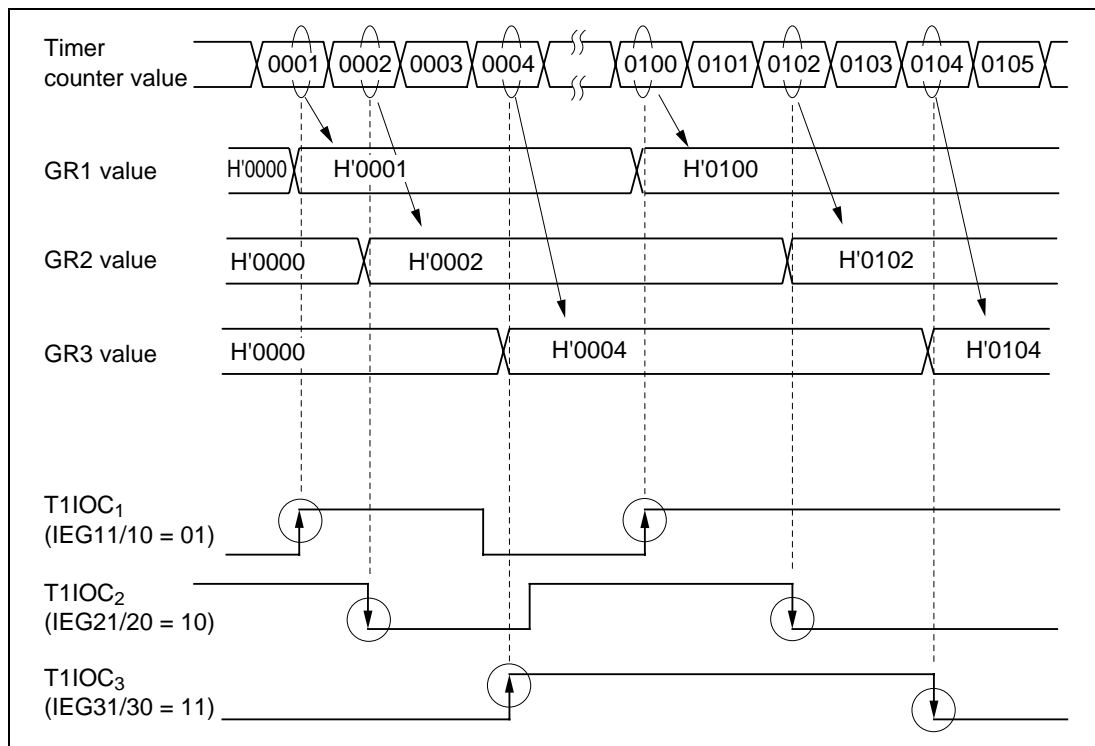 Timer
counter value
0001 0002 0003 0004 0100 0101 0102 0103 0104 0105
GR1 value
H'0000 H'0001 H'0100
GR2 value
H'0000 H'0002 H'0102
GR3 value
H'0000 H'0004 H'0104
T1IOC1
(IEG11/10 = 01)
T1IOC2
(IEG21/20 = 10)
T1IOC3
(IEG31/30 = 11)